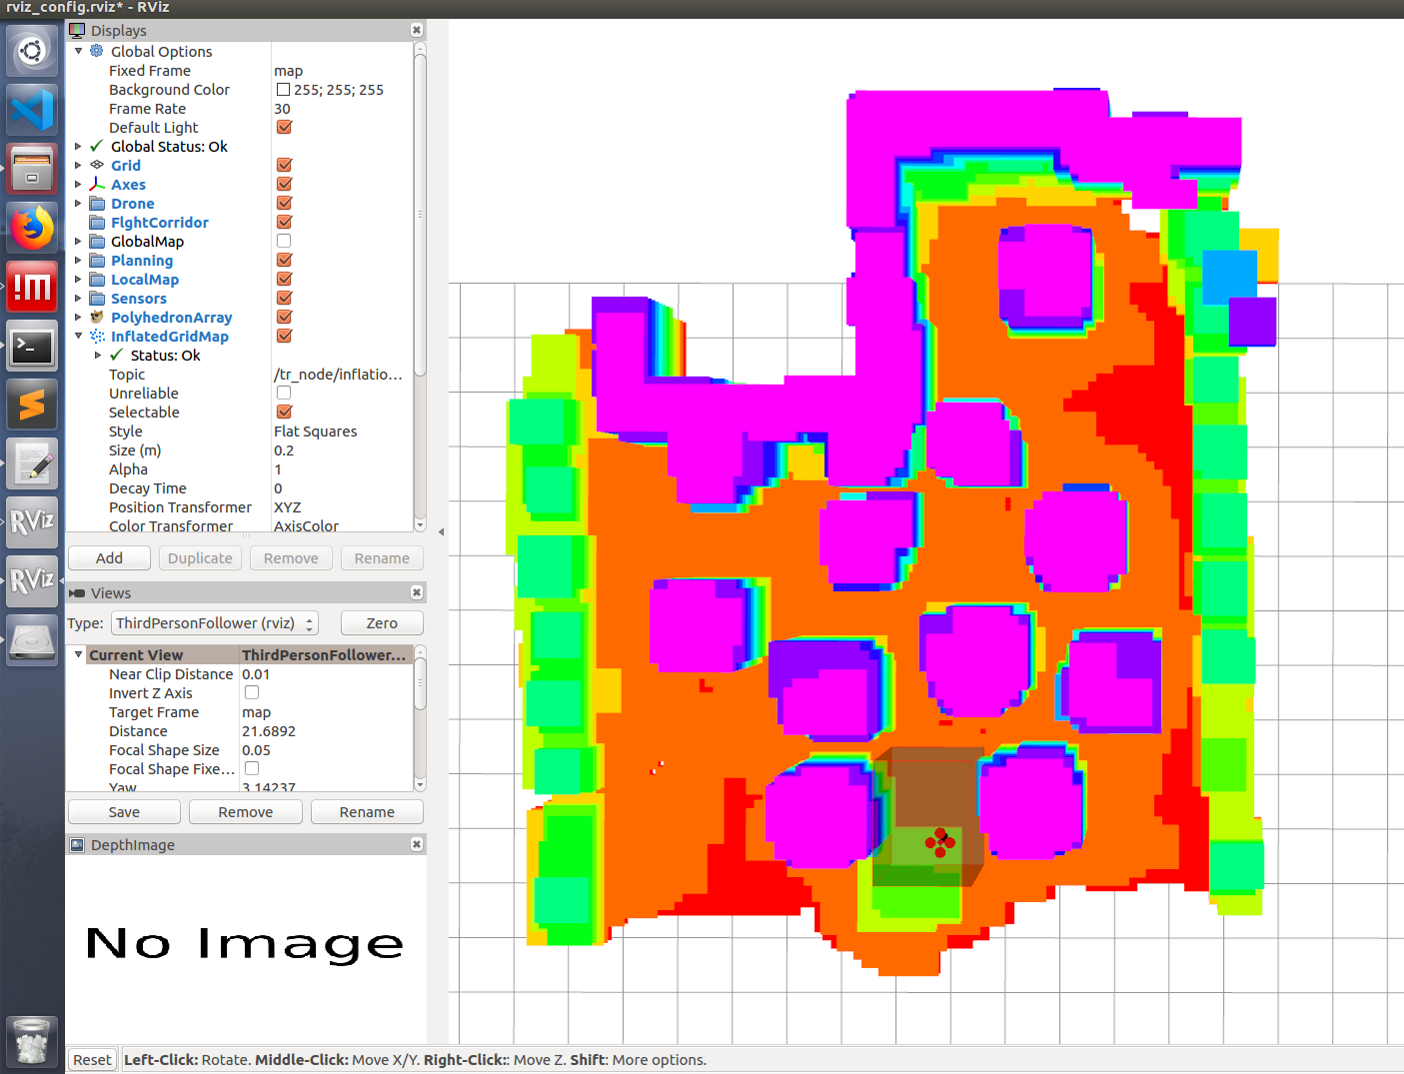 rviz_config.rviz* - RViz
Displays
Global Options
Fixed Frame map
Background Color 255; 255; 255
Frame Rate 30
Default Light
Global Status: Ok
Grid
Axes
Drone
FlghtCorridor
GlobalMap
Planning
LocalMap
Sensors
PolyhedronArray
InflatedGridMap
Status: Ok
Topic /tr_node/inflatio...
Unreliable
Selectable
Style Flat Squares
Size (m) 0.2
Alpha 1
Decay Time 0
Position Transformer XYZ
Color Transformer AxisColor
Add Duplicate Remove Rename
Views
Type: ThirdPersonFollower (rviz) Zero
Current View ThirdPersonFollower...
Near Clip Distance 0.01
Invert Z Axis
Target Frame map
Distance 21.6892
Focal Shape Size 0.05
Focal Shape Fixe...
Yaw 3.14237
Save Remove Rename
DepthImage
No Image
Reset Left-Click: Rotate. Middle-Click: Move X/Y. Right-Click:: Move Z. Shift: More options.
!m
RViz
RViz